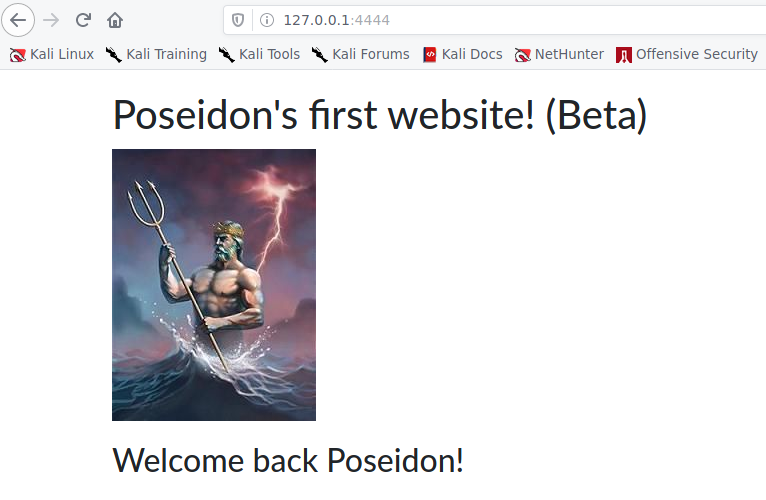 127.0.0.1:4444
Kali Linux Kali Training Kali Tools Kali Forums Kali Docs NetHunter Offensive Security
Poseidon's first website! (Beta)
Welcome back Poseidon!